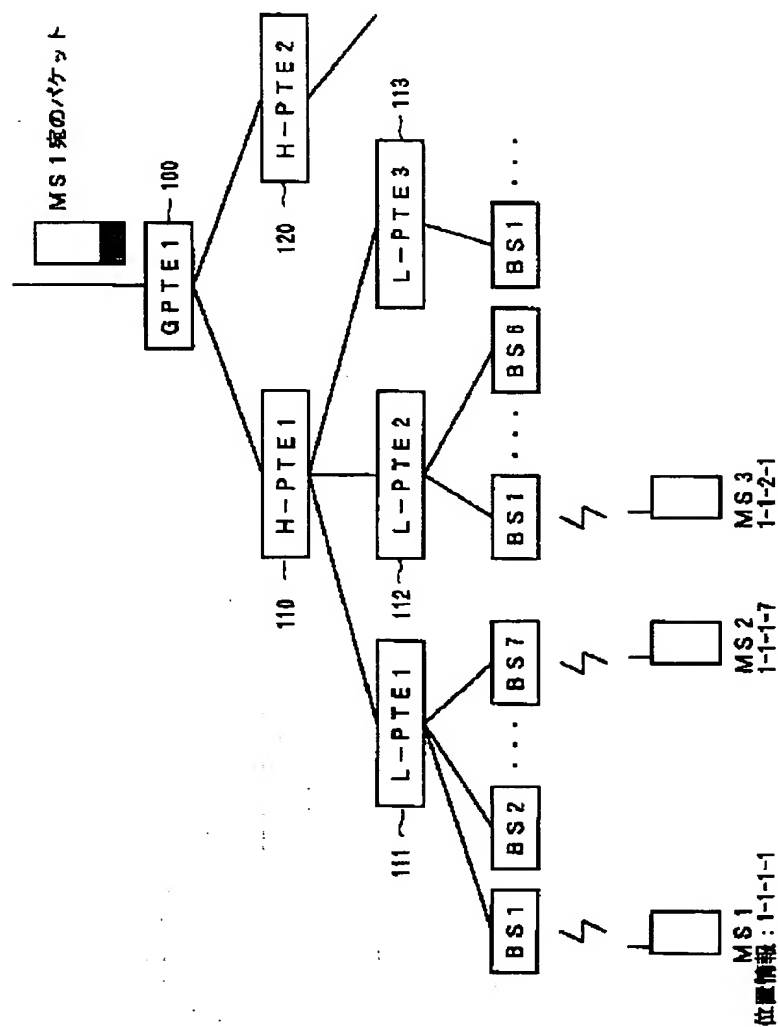 MS1宛のパケット
GPTE1
100
H-PTE1
110
H-PTE2
120
L-PTE1
111
L-PTE2
112
L-PTE3
113
BS1
BS2
...
BS7
BS1
...
BS6
BS1
...
MS1
位置情報:1-1-1-1
MS2
1-1-1-7
MS3
1-1-2-1